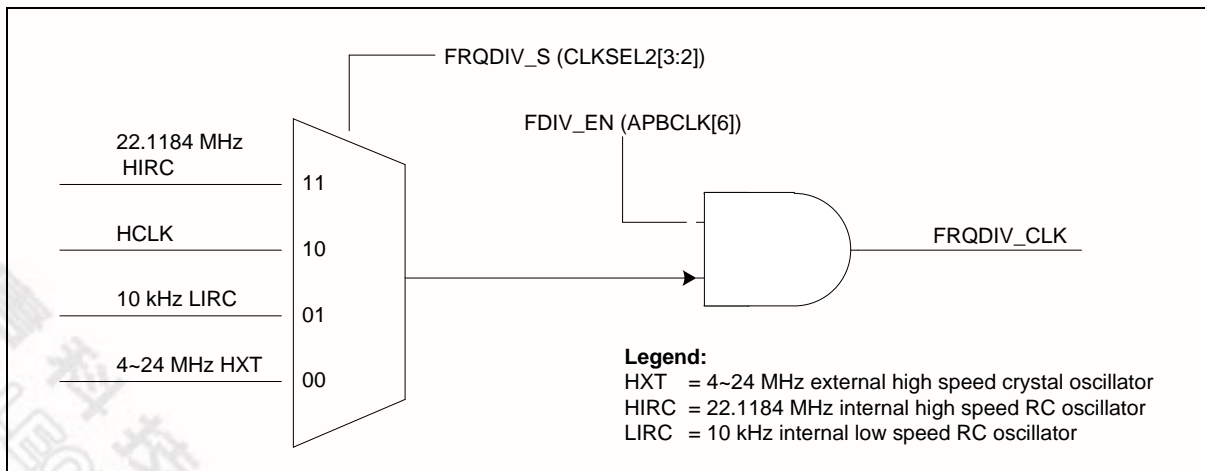 FRQDIV_S (CLKSEL2[3:2])
FDIV_EN (APBCLK[6])
22.1184 MHz
HIRC
11
HCLK
10
10 kHz LIRC
01
4~24 MHz HXT
00
FRQDIV_CLK
Legend:
HXT = 4~24 MHz external high speed crystal oscillator
HIRC = 22.1184 MHz internal high speed RC oscillator
LIRC = 10 kHz internal low speed RC oscillator